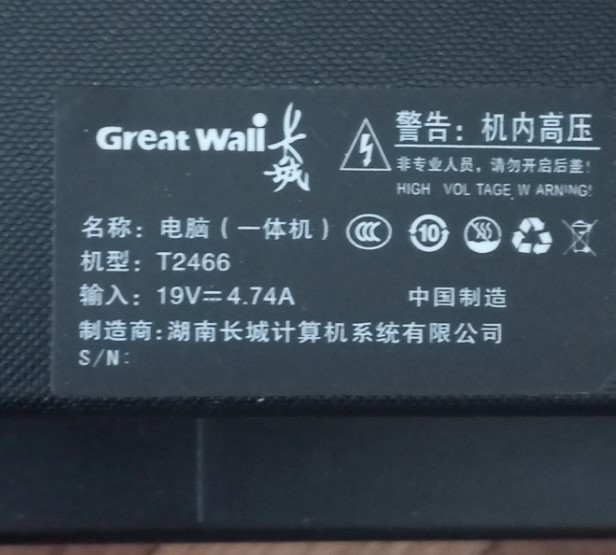 Great Wall 长城
警告：机内高压
非专业人员，请勿开启后盖！
HIGH VOL TAGE, W ARNING!
名称：电脑（一体机） CCC 10
机型：T2466
输入：19V⎓4.74A 中国制造
制造商：湖南长城计算机系统有限公司
S/N：